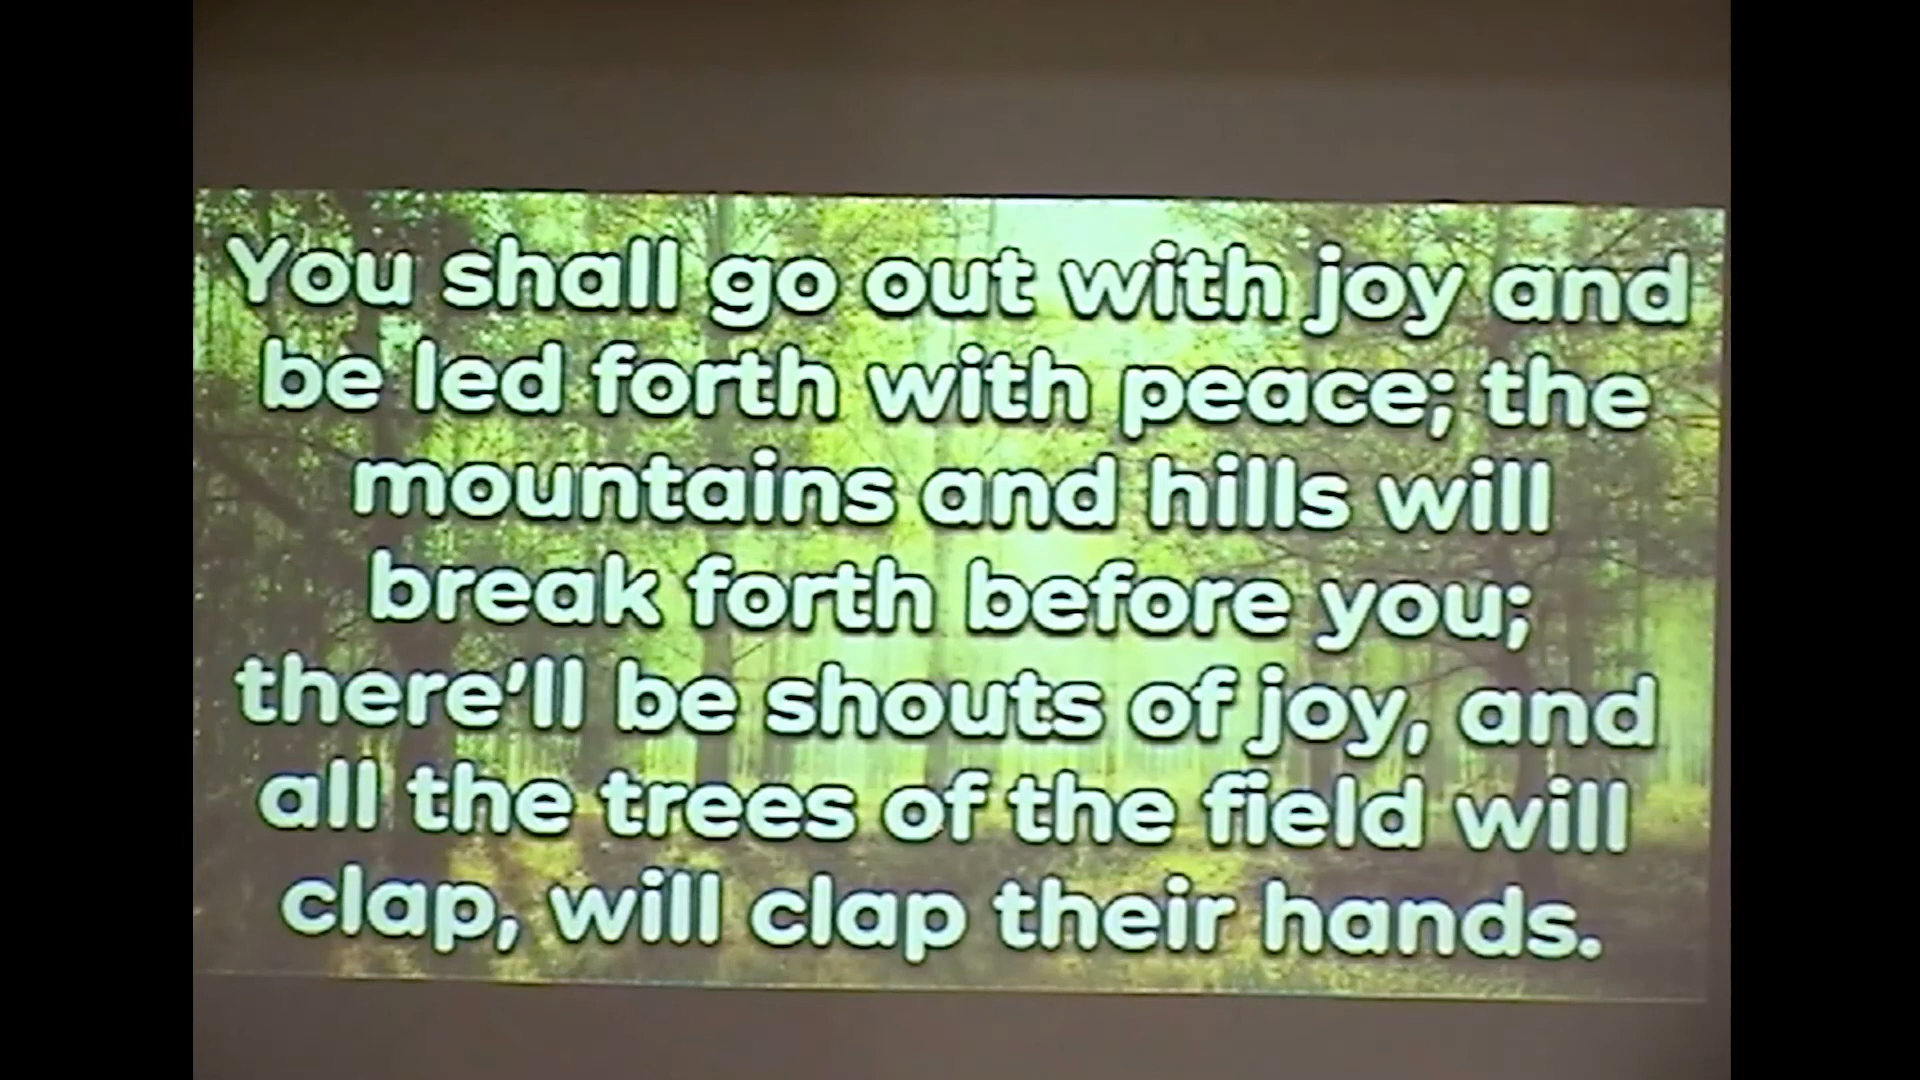 You shall go out with joy and
be led forth with peace; the
mountains and hills will
break forth before you;
there'll be shouts of joy, and
all the trees of the field will
clap, will clap their hands.